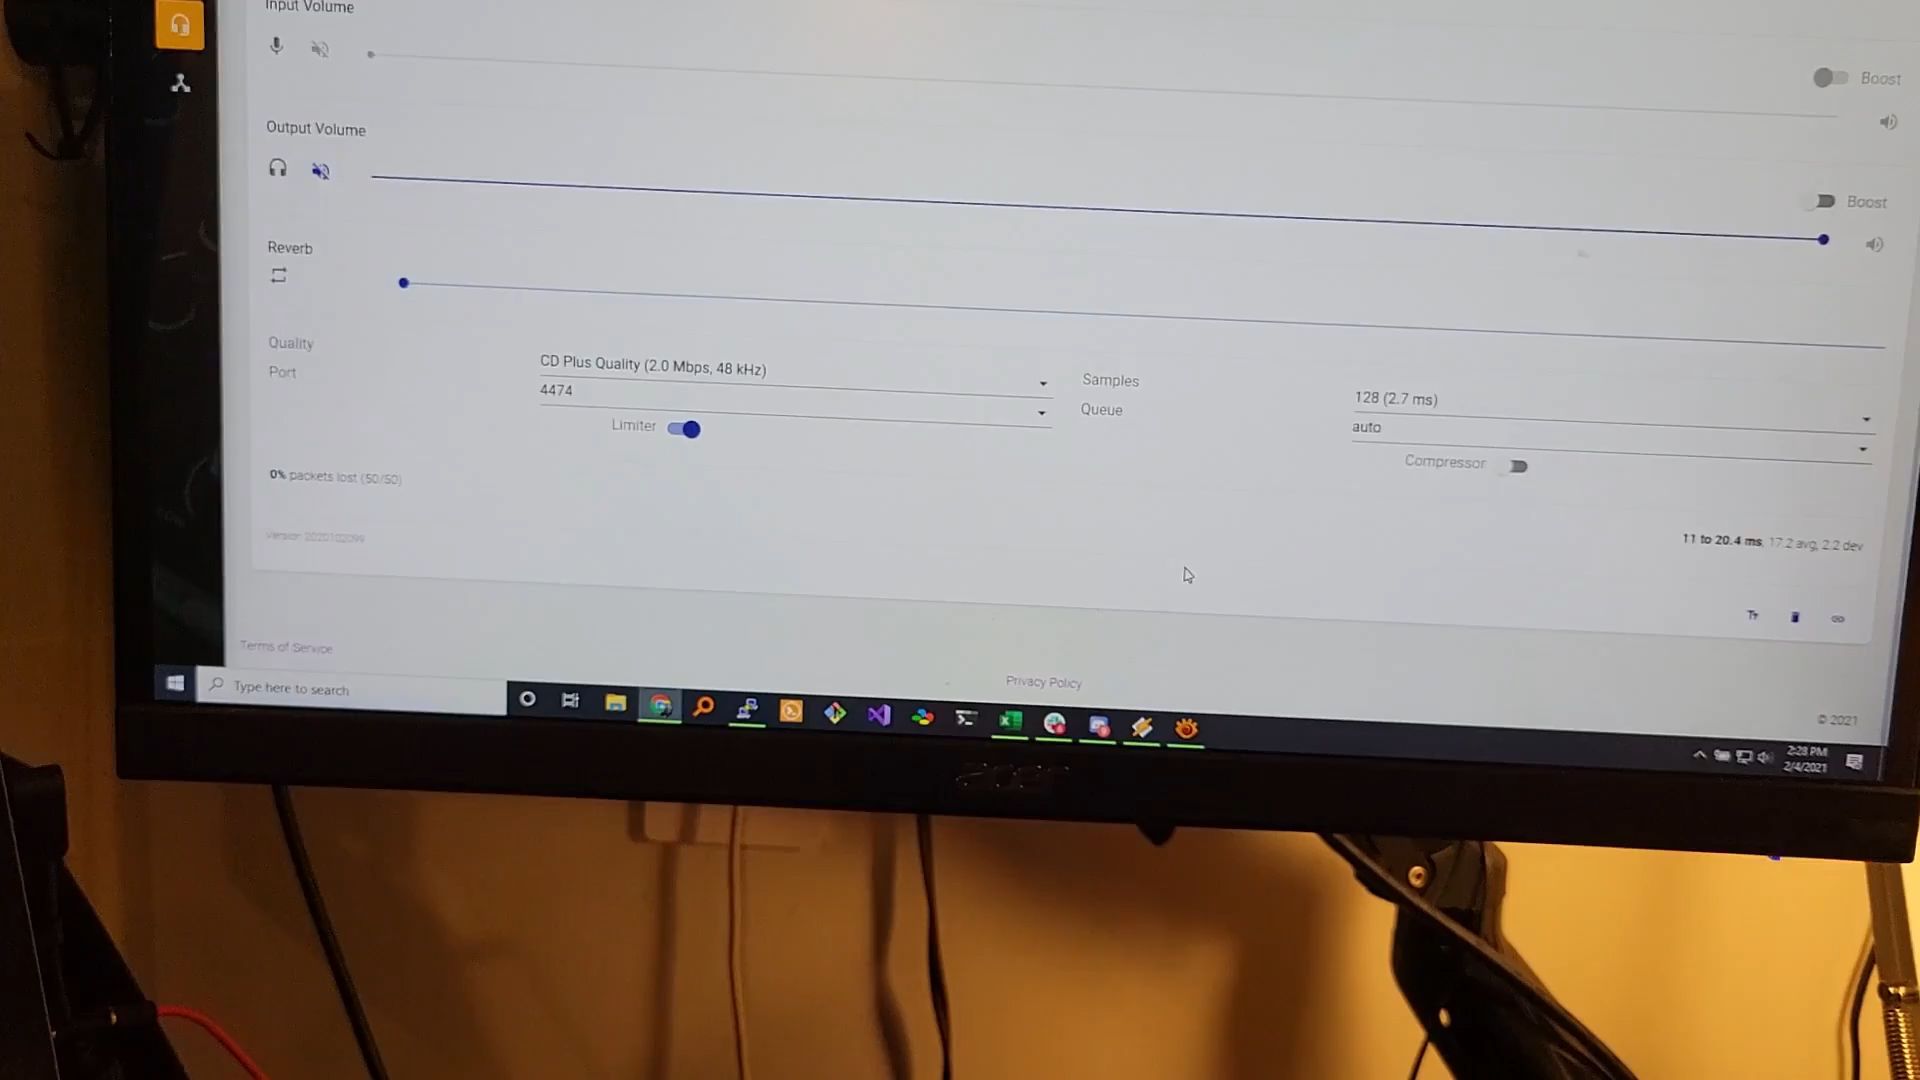 Input Volume
Boost
Output Volume
Boost
Reverb
Quality
CD Plus Quality (2.0 Mbps, 48 kHz)
Samples
128 (2.7 ms)
Port
4474
Queue
auto
Limiter
Compressor
0% packets lost (50/50)
11 to 20.4 ms, 17.2 avg, 2.2 dev
Version 2020102099
Terms of Service
Privacy Policy
© 2021
Type here to search
2:28 PM
2/4/2021
acer